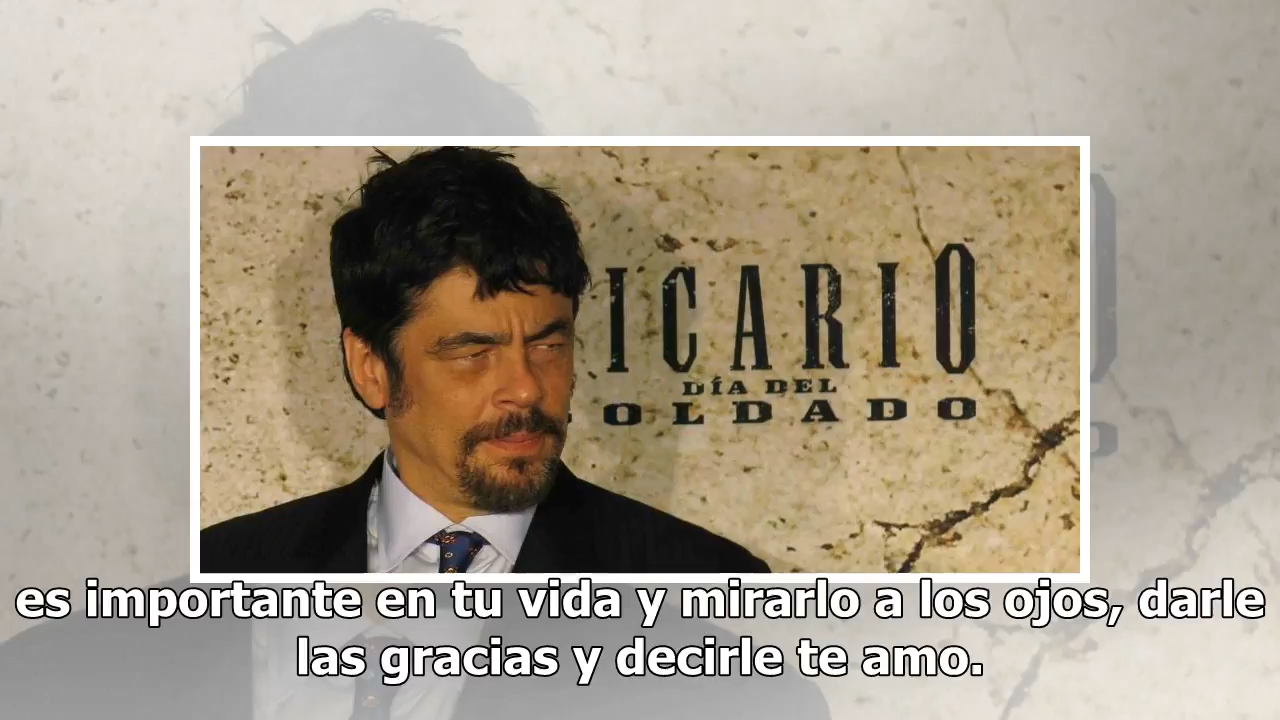 ICARIO
DÍA DEL
OLDADO
es importante en tu vida y mirarlo a los ojos, darle
las gracias y decirle te amo.